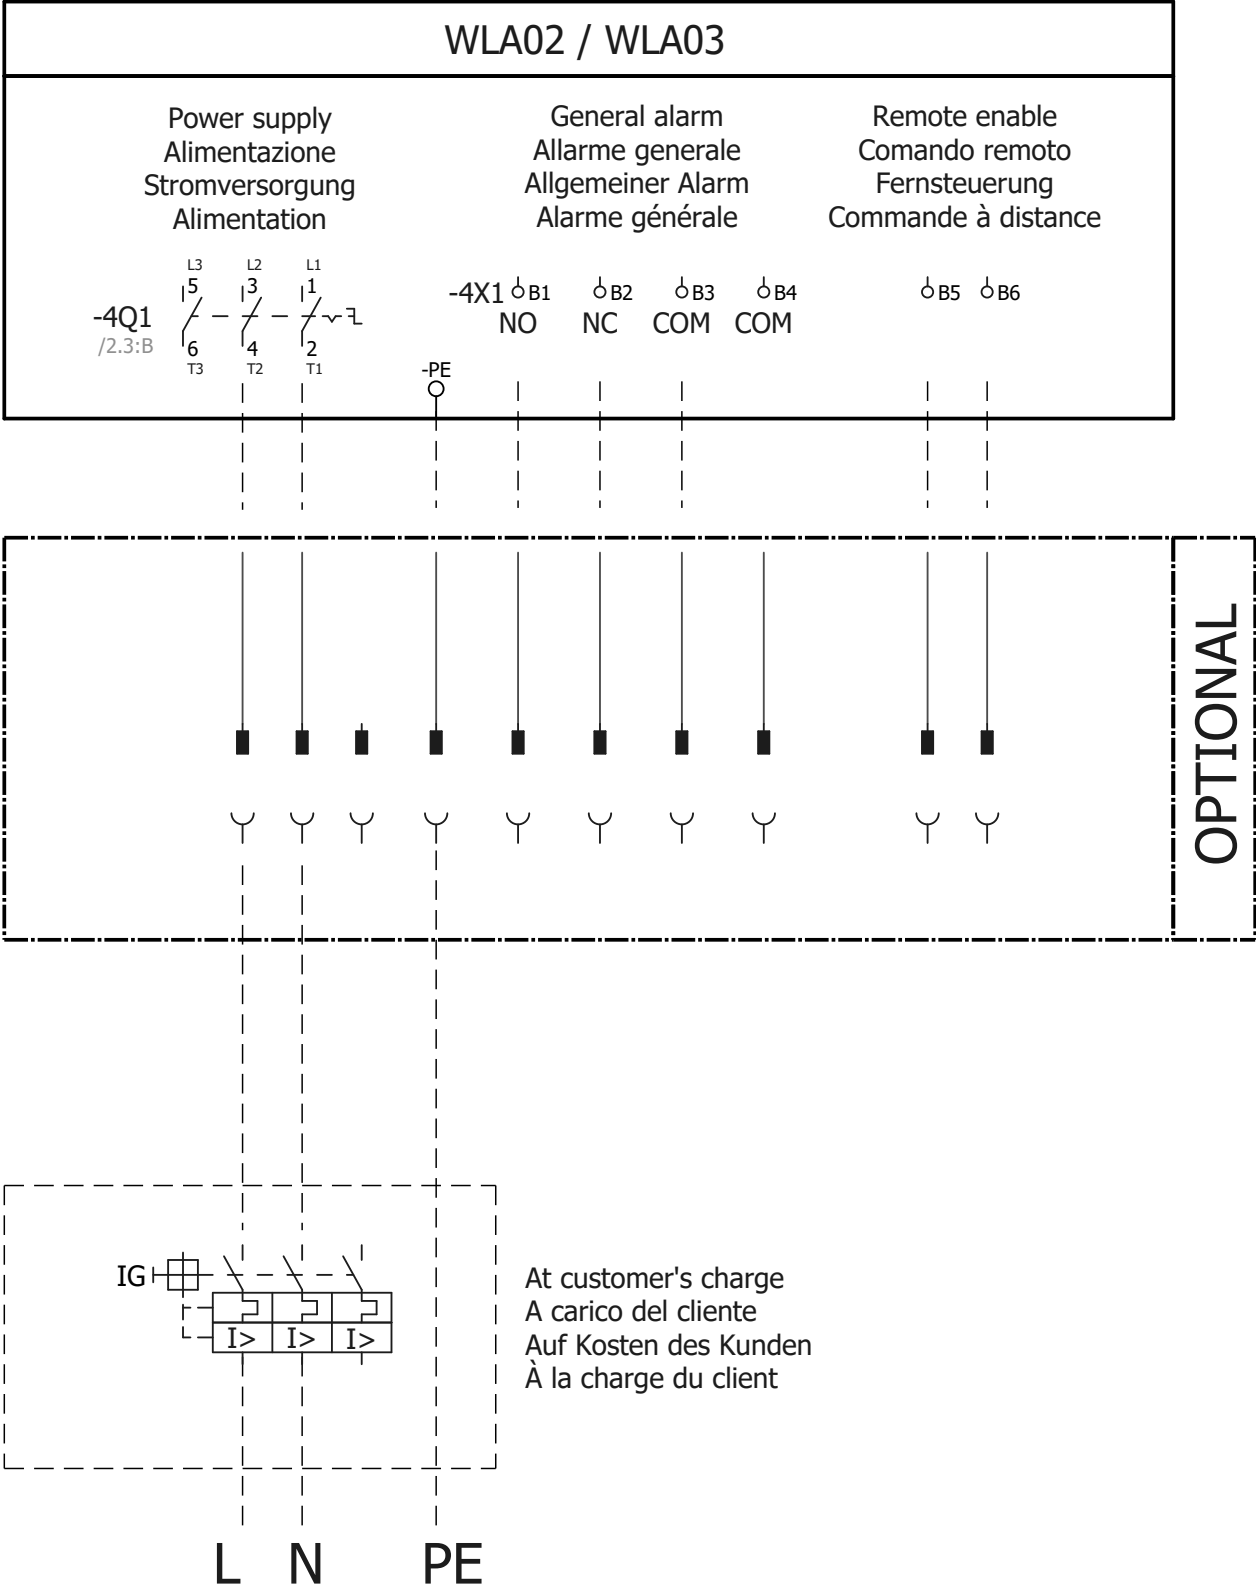 WLA02 / WLA03
Power supply
Alimentazione
Stromversorgung
Alimentation
General alarm
Allarme generale
Allgemeiner Alarm
Alarme générale
Remote enable
Comando remoto
Fernsteuerung
Commande à distance
L3 L2 L1
5 3 1
-4Q1
/2.3:B
6 4 2
T3 T2 T1
-PE
-4X1 B1 B2 B3 B4
NO NC COM COM
B5 B6
OPTIONAL
IG
I> I> I>
At customer's charge
A carico del cliente
Auf Kosten des Kunden
À la charge du client
L N PE